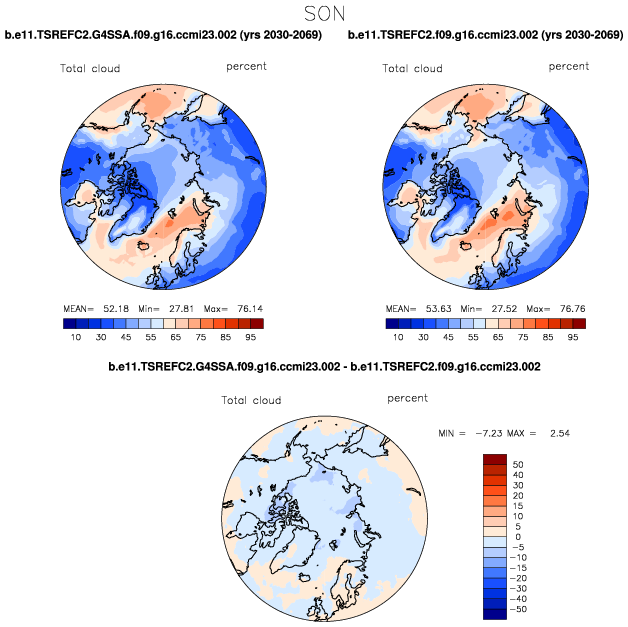 SON
b.e11.TSREFC2.G4SSA.f09.g16.ccmi23.002 (yrs 2030-2069)
b.e11.TSREFC2.f09.g16.ccmi23.002 (yrs 2030-2069)
Total cloud percent
Total cloud percent
MEAN= 52.18 Min= 27.81 Max= 76.14
MEAN= 53.63 Min= 27.52 Max= 76.76
10 30 45 55 65 75 85 95
10 30 45 55 65 75 85 95
b.e11.TSREFC2.G4SSA.f09.g16.ccmi23.002 - b.e11.TSREFC2.f09.g16.ccmi23.002
Total cloud percent
MIN = -7.23 MAX = 2.54
50
40
30
20
15
10
5
0
-5
-10
-15
-20
-30
-40
-50